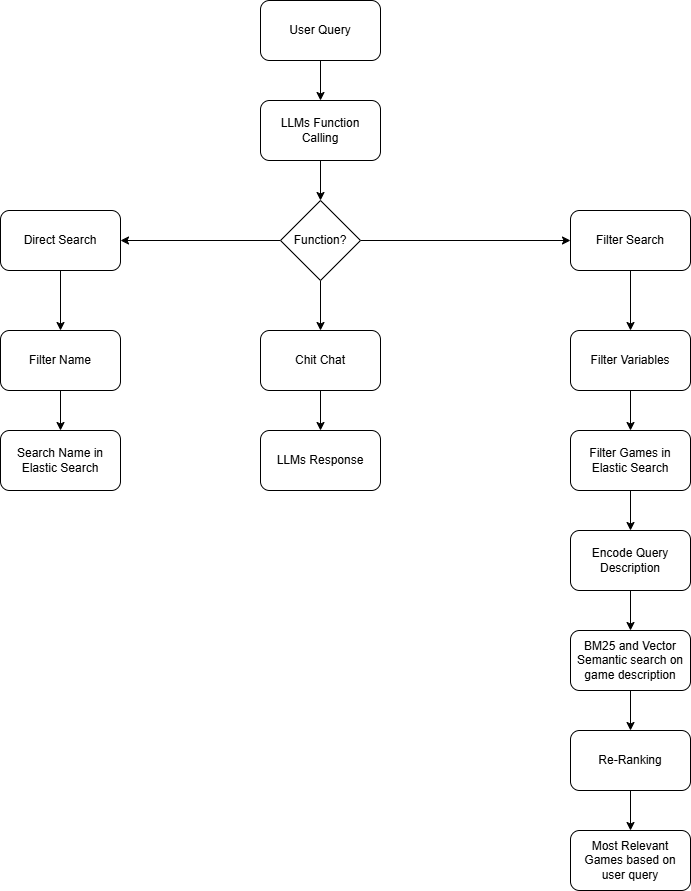 User Query
LLMs Function
Calling
Direct Search
Function?
Filter Search
Filter Name
Chit Chat
Filter Variables
Search Name in
Elastic Search
LLMs Response
Filter Games in
Elastic Search
Encode Query
Description
BM25 and Vector
Semantic search on
game description
Re-Ranking
Most Relevant
Games based on
user query